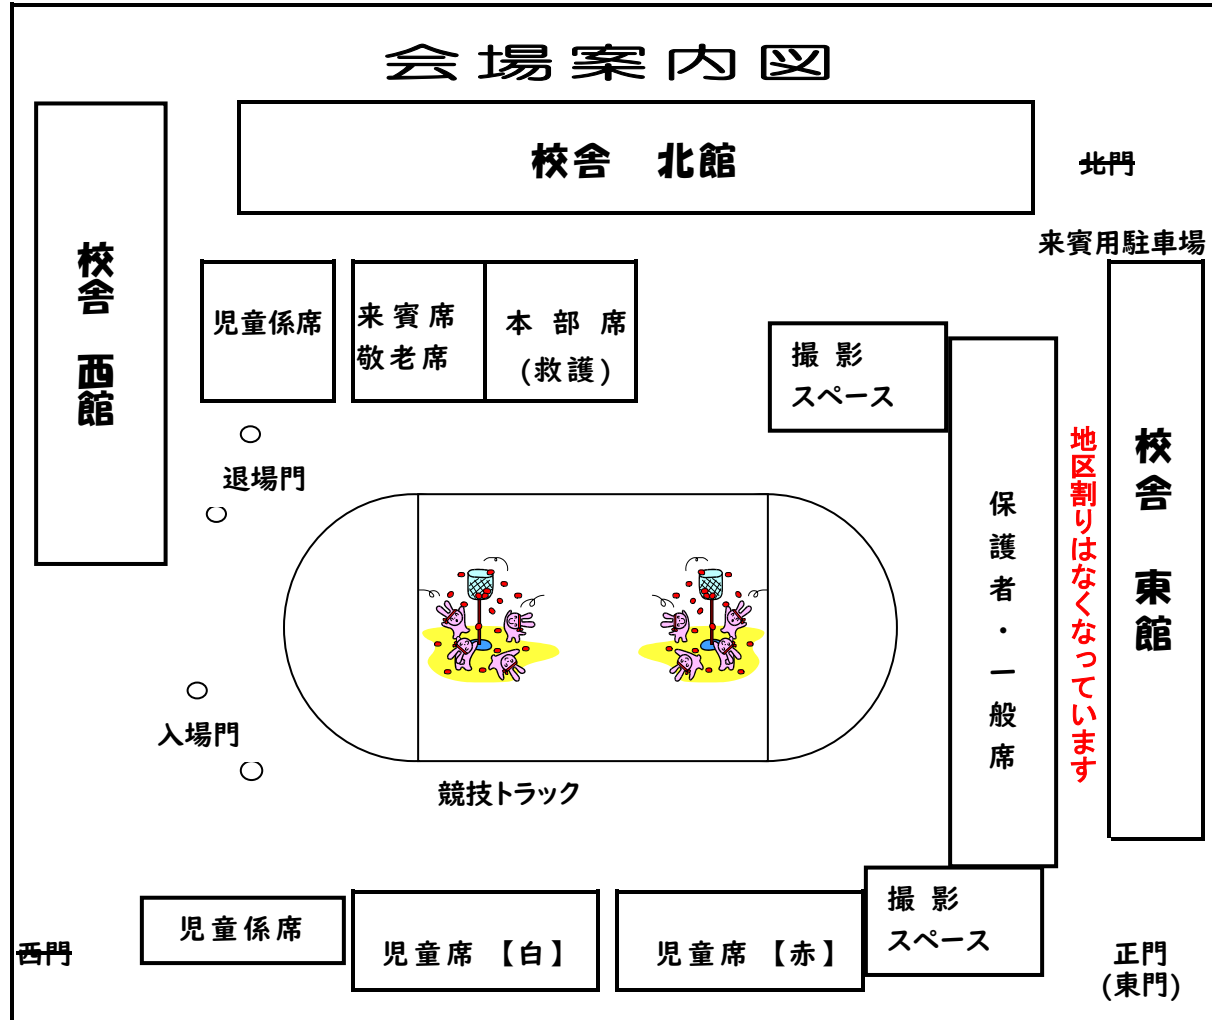 会場案内図
校舎　北館
北門
来賓用駐車場
校舎　西館
児童係席
来賓席
敬老席
本部席
(救護)
撮影
スペース
退場門
保護者・一般席
地区割りはなくなっています
校舎　東館
入場門
競技トラック
児童係席
児童席【白】
児童席【赤】
撮影
スペース
西門
正門
(東門)